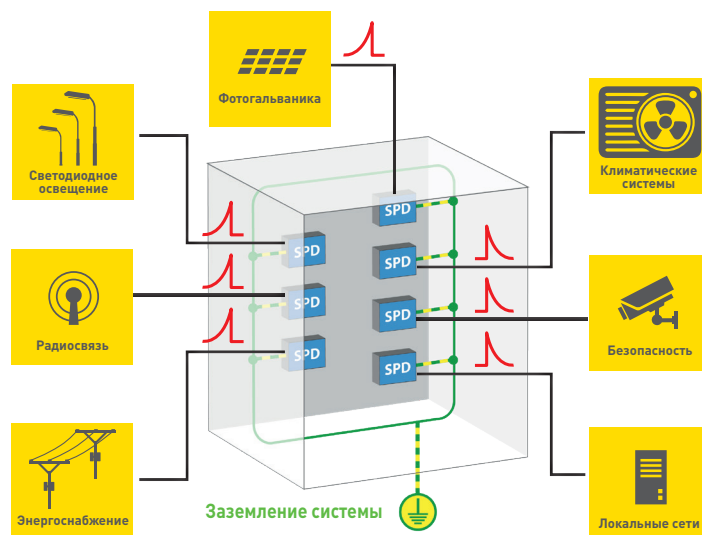 Фотогальваника
Светодиодное
освещение
Климатические
системы
SPD
SPD
SPD
SPD
SPD
SPD
SPD
Радиосвязь
Безопасность
Энергоснабжение
Заземление системы
Локальные сети